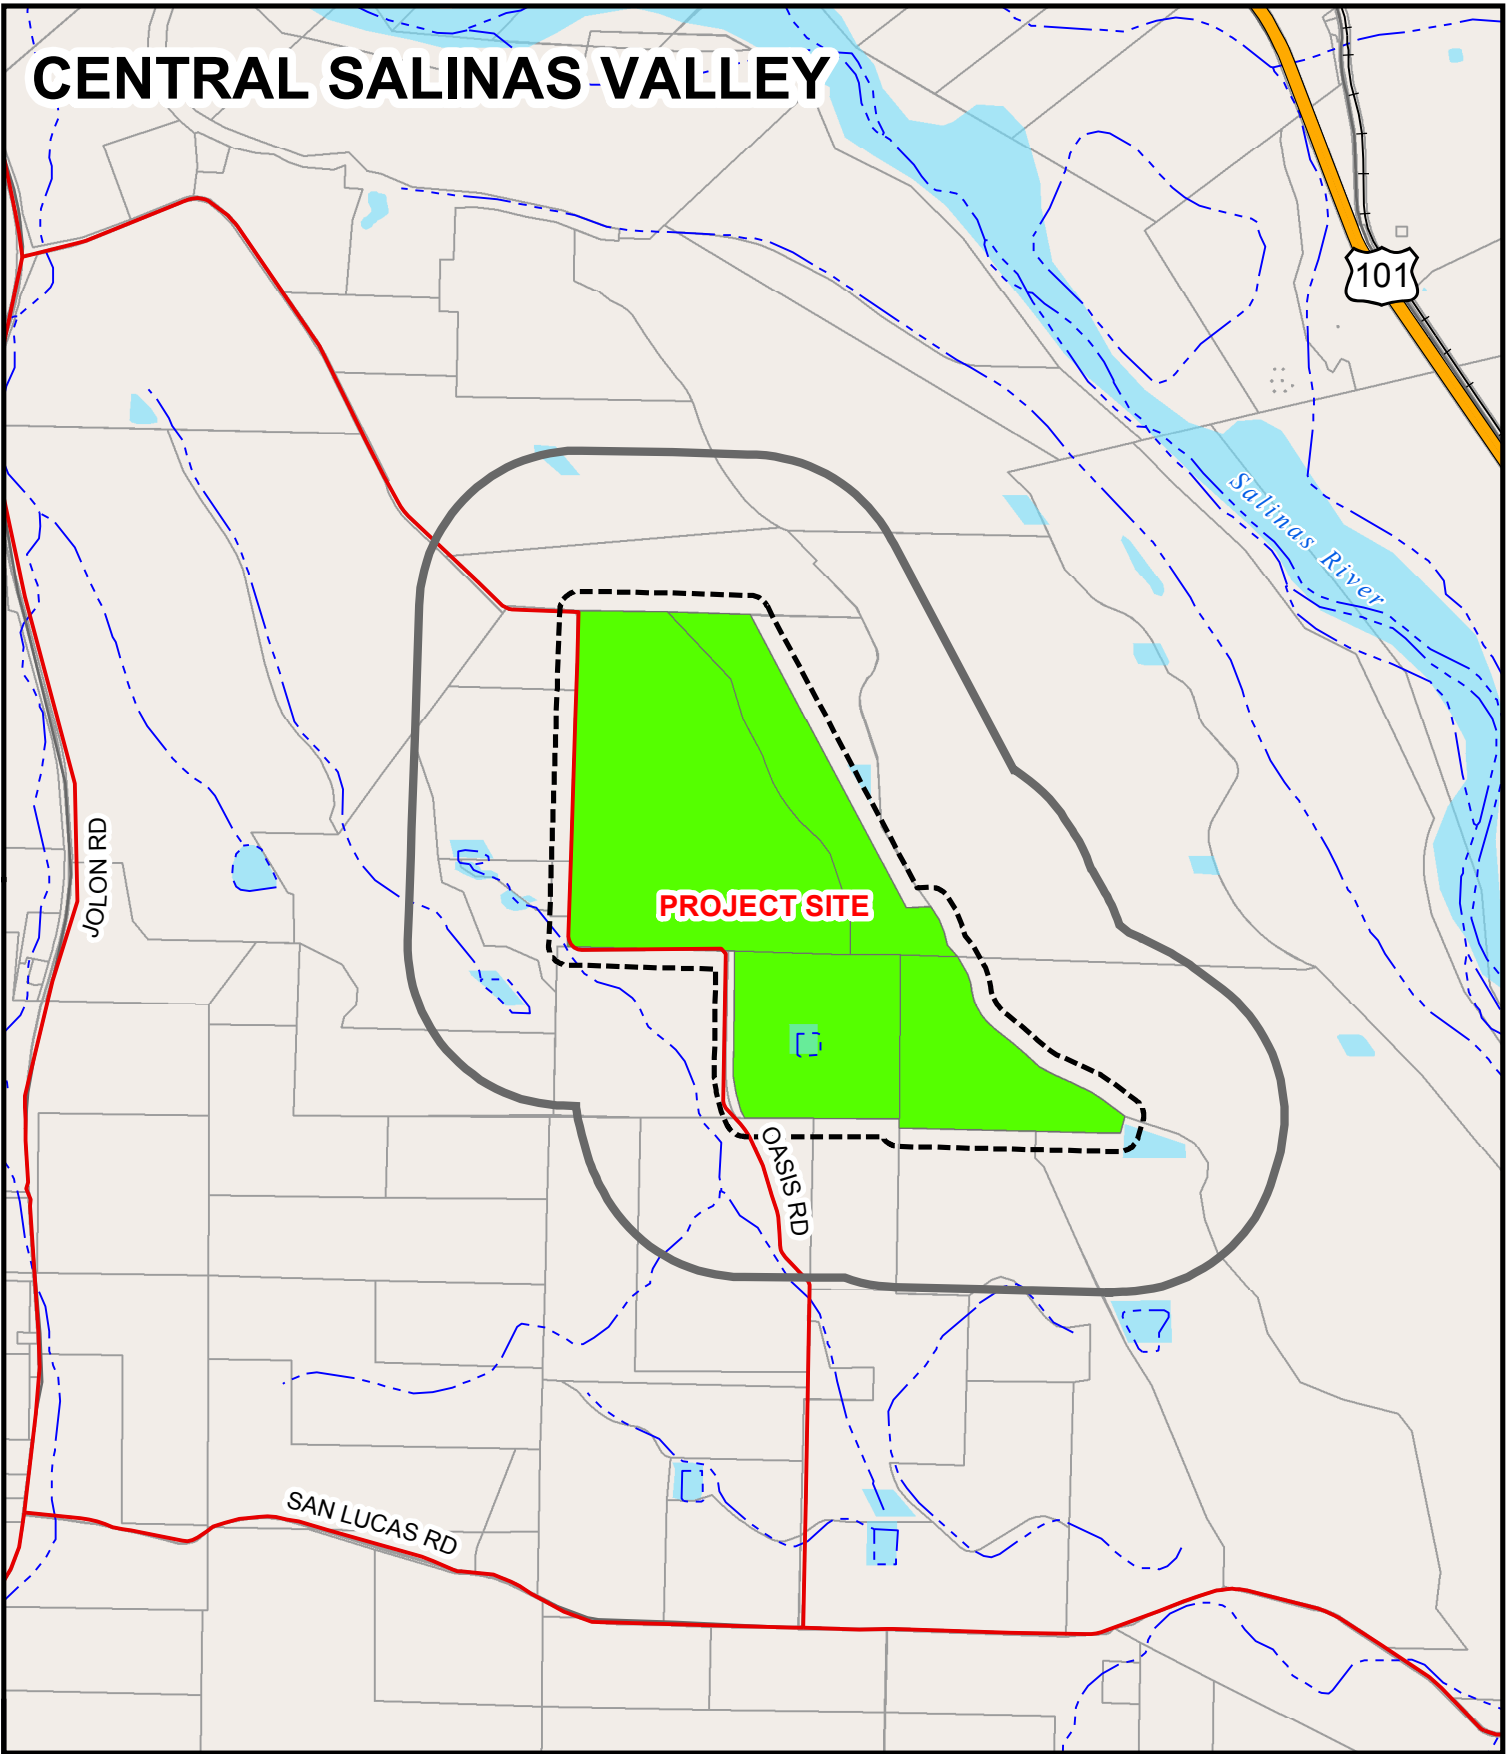 CENTRAL SALINAS VALLEY
101
Salinas River
JOLON RD
PROJECT SITE
OASIS RD
SAN LUCAS RD